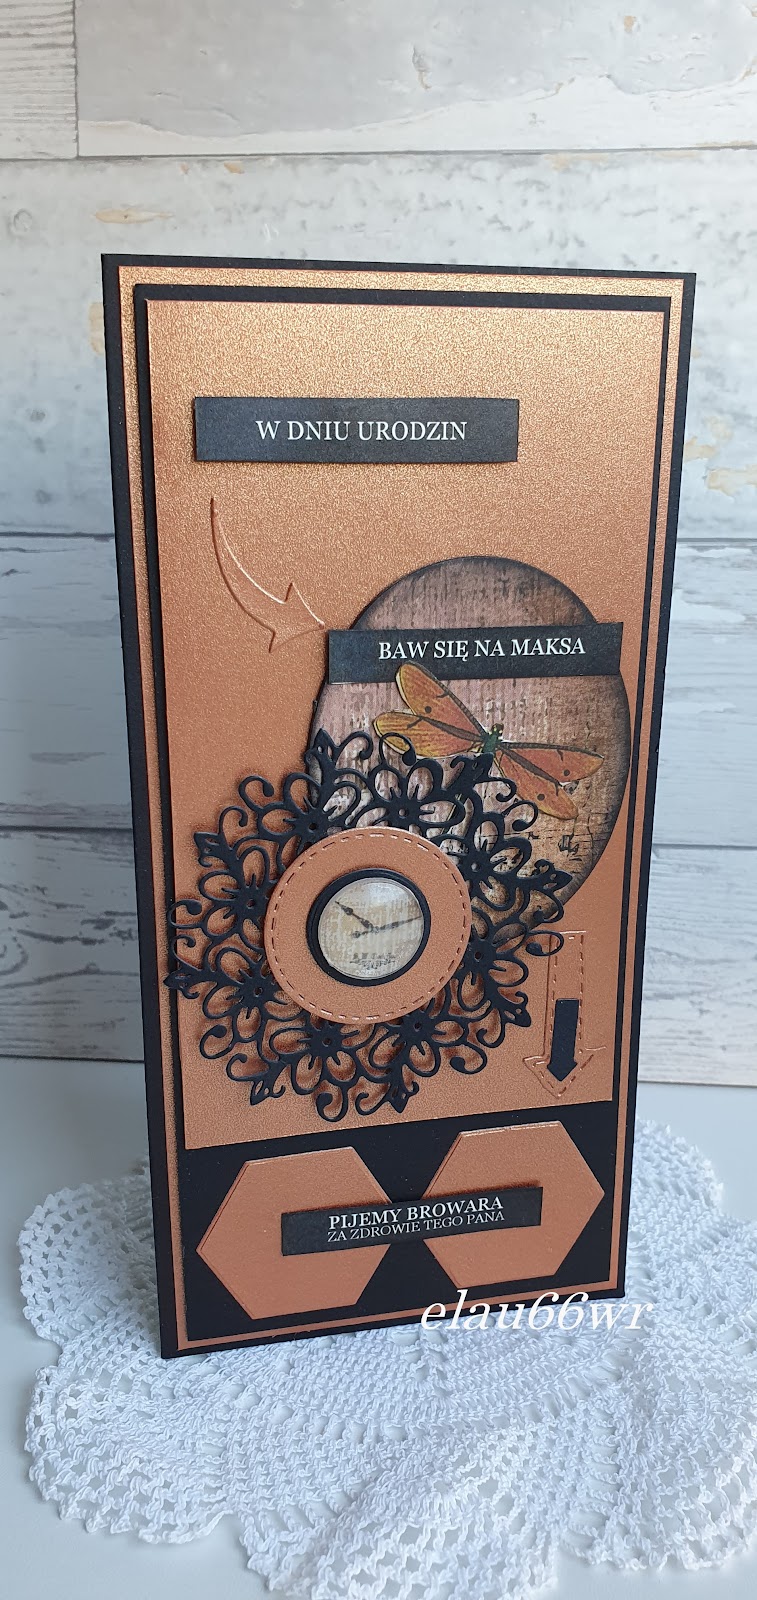 W DNIU URODZIN
BAW SIĘ NA MAKSA
PIJEMY BROWARA
ZA ZDROWIE TEGO PANA
elau66wr